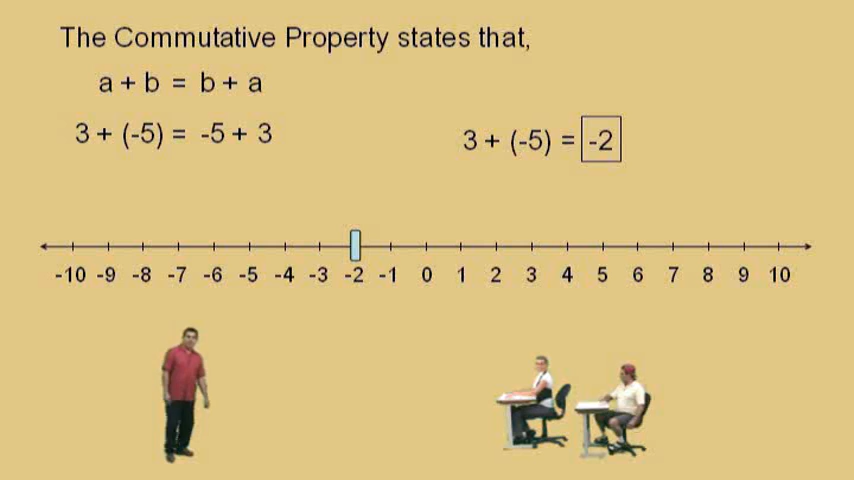 The Commutative Property states that,
a + b = b + a
3 + (-5) = -5 + 3
3 + (-5) = -2
-10 -9 -8 -7 -6 -5 -4 -3 -2 -1 0 1 2 3 4 5 6 7 8 9 10